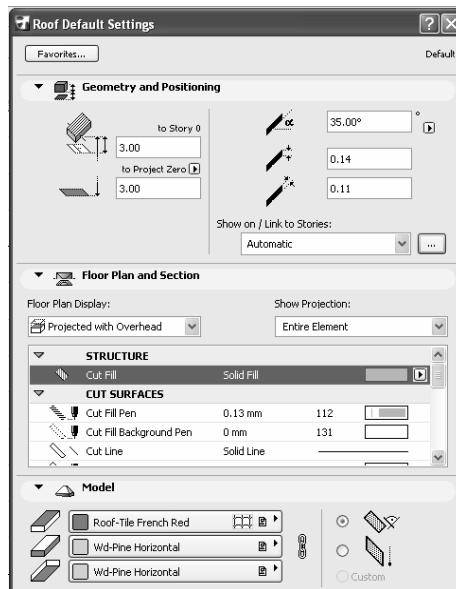 Roof Default Settings
Favorites...
Default
Geometry and Positioning
to Story 0
3.00
to Project Zero
3.00
α
35.00°
°
0.14
0.11
Show on / Link to Stories:
Automatic
...
Floor Plan and Section
Floor Plan Display:
Show Projection:
Projected with Overhead
Entire Element
STRUCTURE
Cut Fill Solid Fill
CUT SURFACES
Cut Fill Pen 0.13 mm 112
Cut Fill Background Pen 0 mm 131
Cut Line Solid Line
Model
Roof-Tile French Red
Wd-Pine Horizontal
Wd-Pine Horizontal
Custom